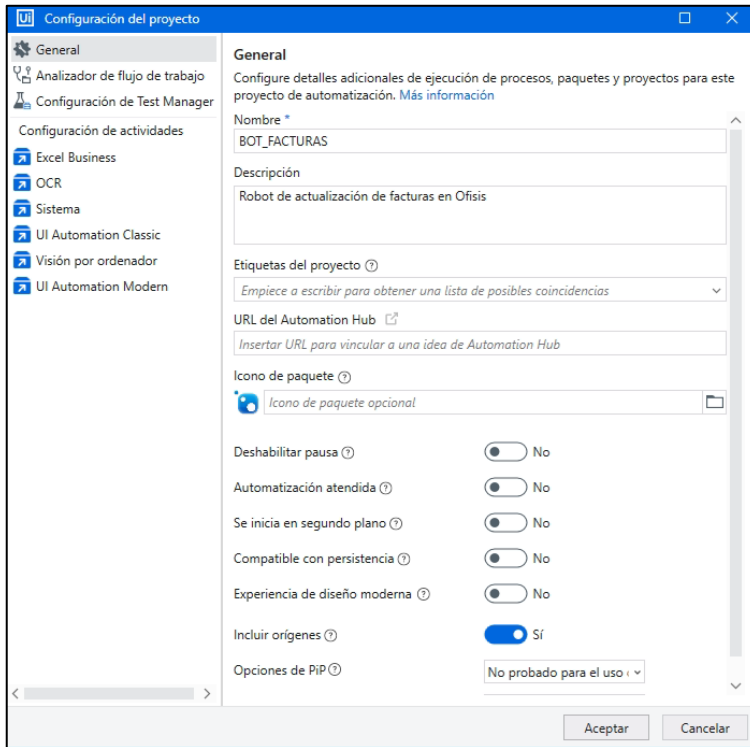 Ui Configuración del proyecto
General
Analizador de flujo de trabajo
Configuración de Test Manager
Configuración de actividades
Excel Business
OCR
Sistema
UI Automation Classic
Visión por ordenador
UI Automation Modern
General
Configure detalles adicionales de ejecución de procesos, paquetes y proyectos para este
proyecto de automatización. Más información
Nombre *
BOT_FACTURAS
Descripción
Robot de actualización de facturas en Ofisis
Etiquetas del proyecto ?
Empiece a escribir para obtener una lista de posibles coincidencias
URL del Automation Hub
Insertar URL para vincular a una idea de Automation Hub
Icono de paquete ?
Icono de paquete opcional
Deshabilitar pausa ? No
Automatización atendida ? No
Se inicia en segundo plano ? No
Compatible con persistencia ? No
Experiencia de diseño moderna ? No
Incluir orígenes ? Sí
Opciones de PiP ? No probado para el uso
Aceptar Cancelar